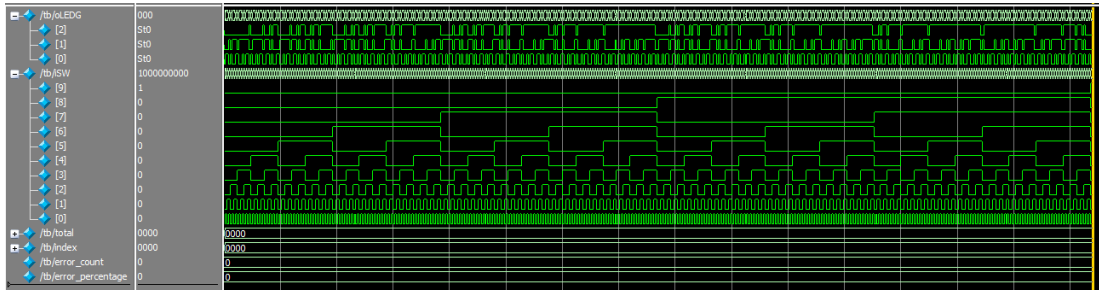 /tb/oLEDG 000
[2] St0
[1] St0
[0] St0
/tb/iSW 1000000000
[9] 1
[8] 0
[7] 0
[6] 0
[5] 0
[4] 0
[3] 0
[2] 0
[1] 0
[0] 0
/tb/total 0000 0000
/tb/index 0000 0000
/tb/error_count 0 0
/tb/error_percentage 0 0